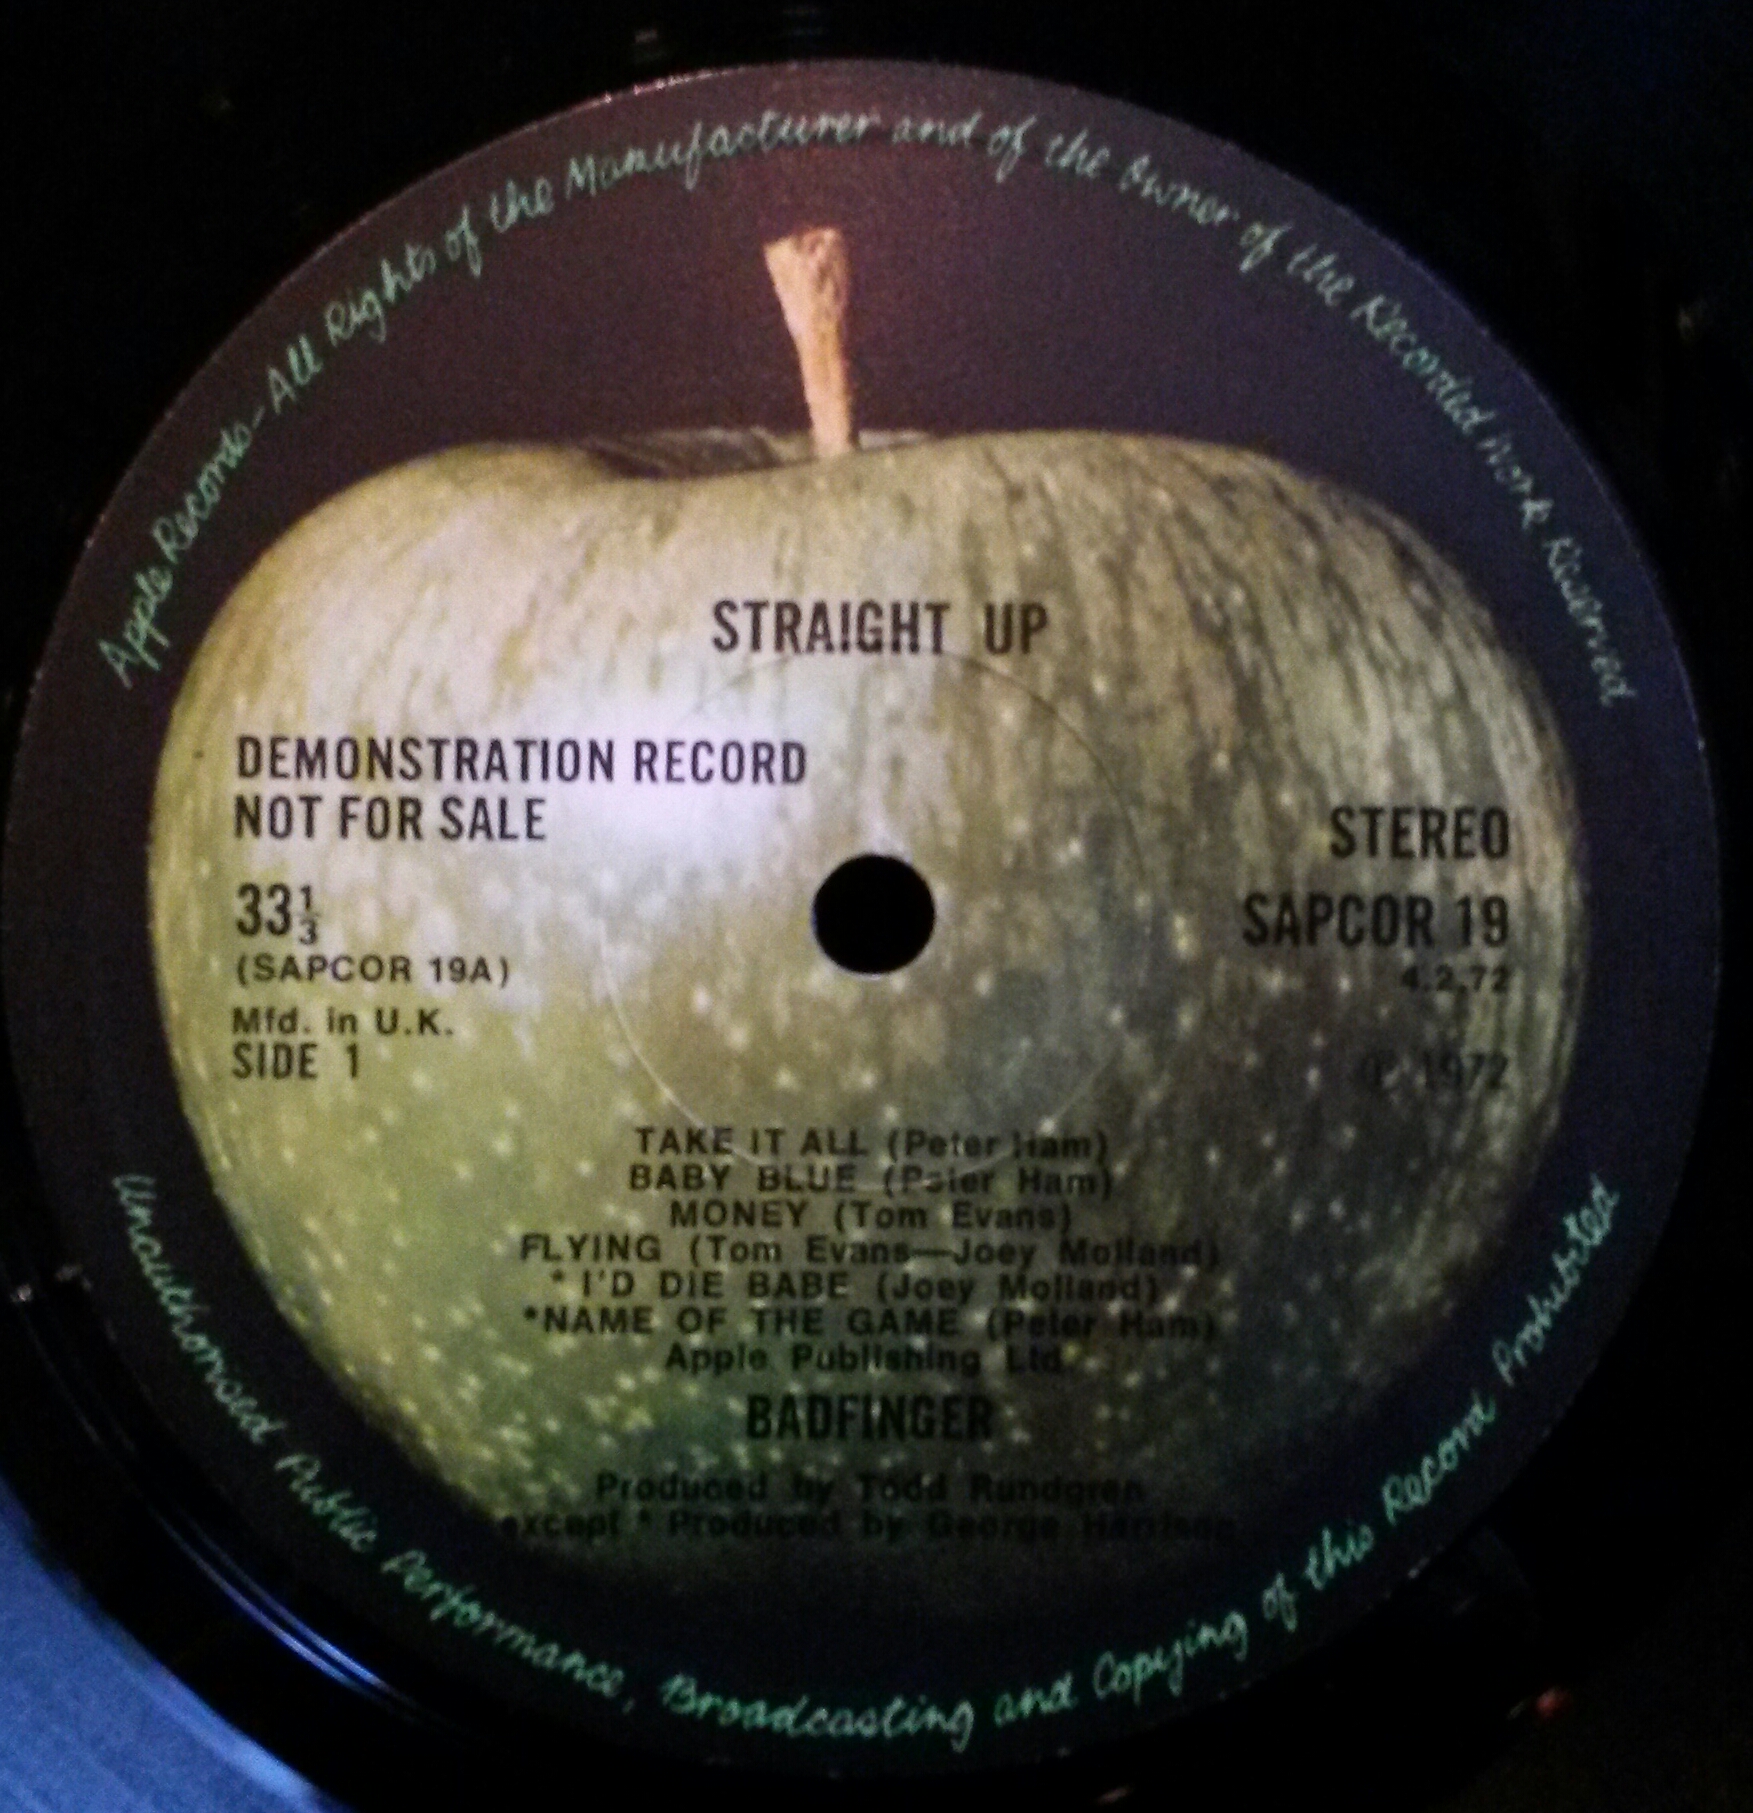 Apple Records-All Rights of the Manufacturer and of the Owner of the Recorded Work Reserved
STRAIGHT UP
DEMONSTRATION RECORD
NOT FOR SALE
33⅓
(SAPCOR 19A)
Mfd. in U.K.
SIDE 1
STEREO
SAPCOR 19
4.2.72
℗ 1972
TAKE IT ALL (Peter Ham)
BABY BLUE (Peter Ham)
MONEY (Tom Evans)
FLYING (Tom Evans—Joey Molland)
* I'D DIE BABE (Joey Molland)
*NAME OF THE GAME (Peter Ham)
Apple Publishing Ltd.
BADFINGER
Produced by Todd Rundgren
except * Produced by George Harrison
Unauthorised Public Performance, Broadcasting and Copying of this Record Prohibited